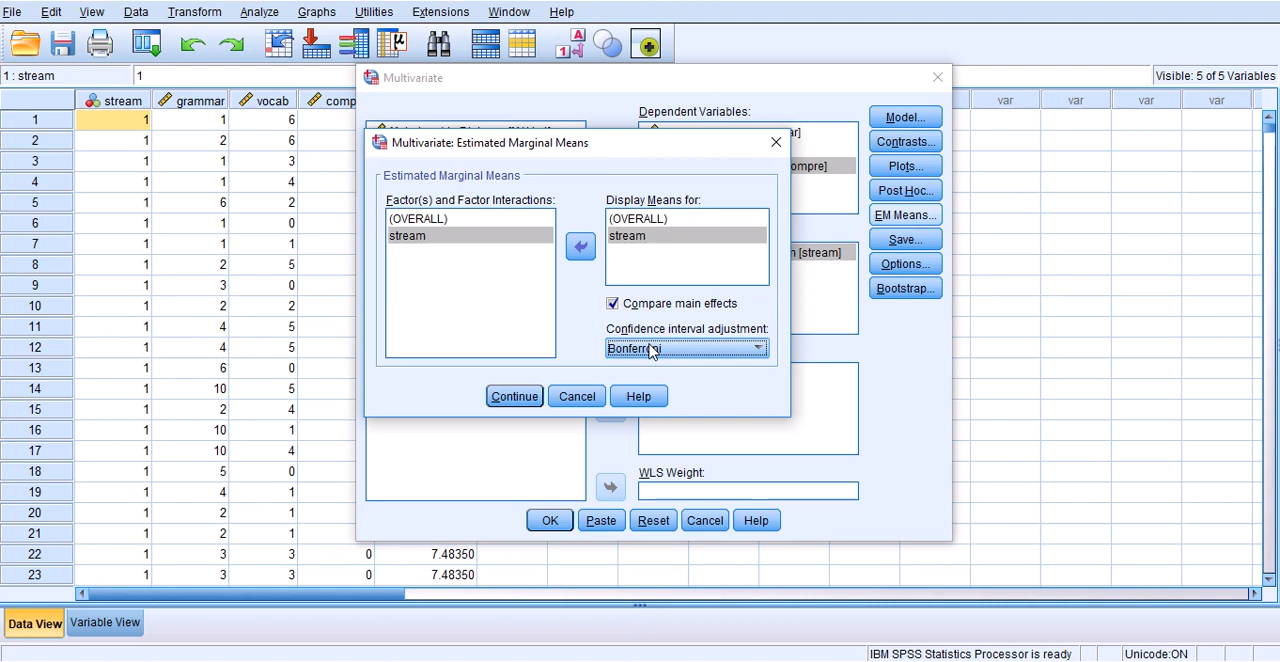 File Edit View Data Transform Analyze Graphs Utilities Extensions Window Help
1 : stream 1 Visible: 5 of 5 Variables
Multivariate
stream grammar vocab comp var var var var
Dependent Variables:
Model...
Contrasts...
ompre]
Plots...
Post Hoc...
EM Means...
Save...
n [stream]
Options...
Bootstrap...
Multivariate: Estimated Marginal Means
Estimated Marginal Means
Factor(s) and Factor Interactions: Display Means for:
(OVERALL) (OVERALL)
stream stream
Compare main effects
Confidence interval adjustment:
Continue Cancel Help
WLS Weight:
OK Paste Reset Cancel Help
1 1 1 6
2 1 2 6
3 1 1 3
4 1 1 4
5 1 6 2
6 1 1 0
7 1 1 1
8 1 2 5
9 1 3 0
10 1 2 2
11 1 4 5
12 1 4 5
13 1 6 0
14 1 10 5
15 1 2 4
16 1 10 1
17 1 10 4
18 1 5 0
19 1 4 1
20 1 2 1
21 1 2 1
22 1 3 3 0 7.48350
23 1 3 3 0 7.48350
Data View Variable View
IBM SPSS Statistics Processor is ready Unicode:ON